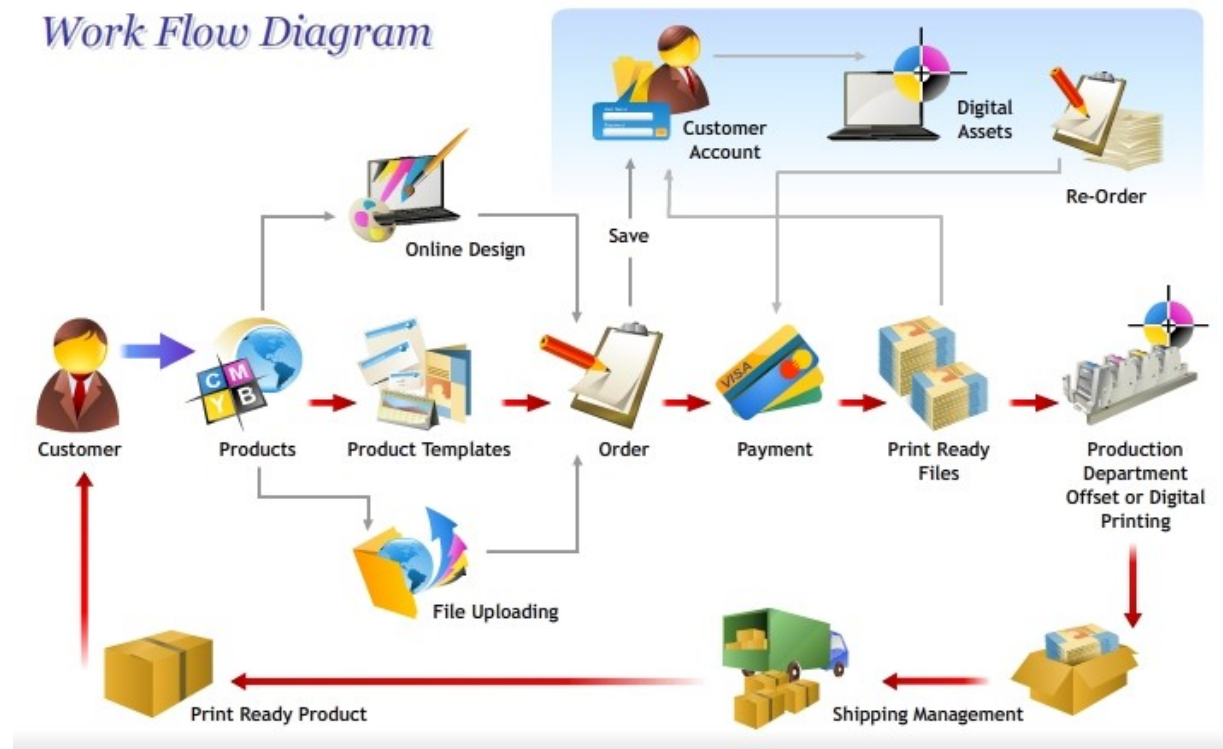 Work Flow Diagram
Customer
Account
Digital
Assets
Re-Order
Online Design
Save
C
M
Y
B
VISA
Customer
Products
Product Templates
Order
Payment
Print Ready
Files
Production
Department
Offset or Digital
Printing
File Uploading
Print Ready Product
Shipping Management